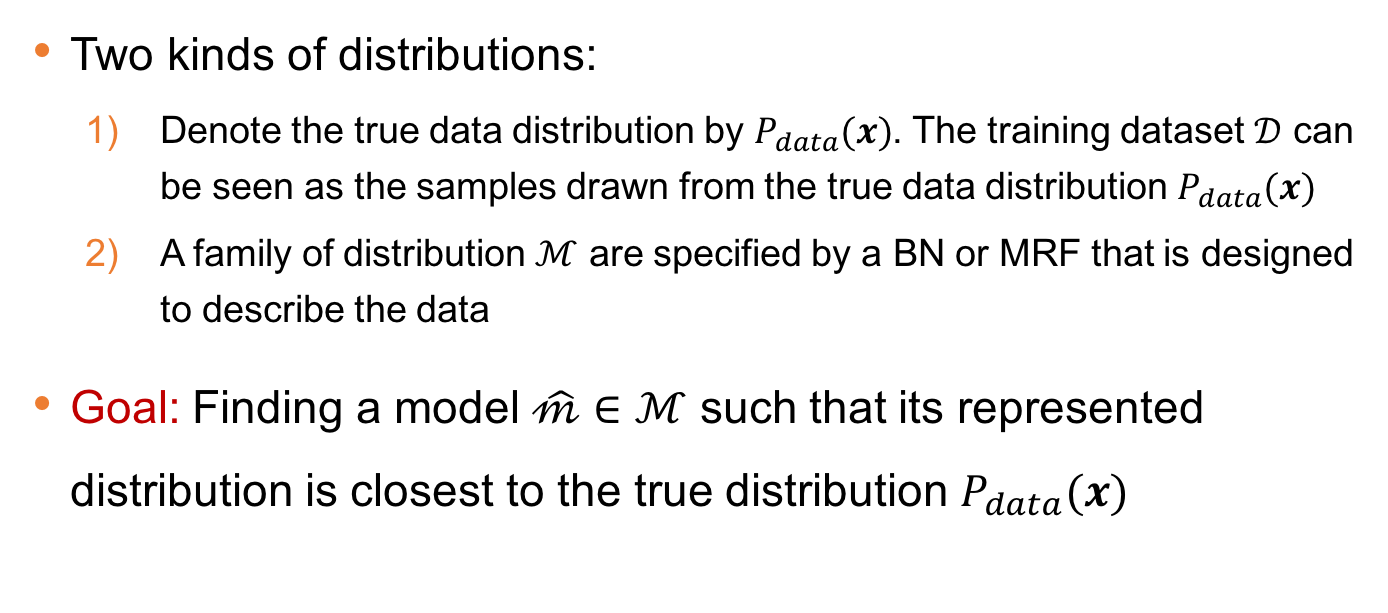 • Two kinds of distributions:
1) Denote the true data distribution by P_data(x). The training dataset 𝒟 can
be seen as the samples drawn from the true data distribution P_data(x)
2) A family of distribution ℳ are specified by a BN or MRF that is designed
to describe the data
• Goal: Finding a model 𝓂̂ ∈ ℳ such that its represented
distribution is closest to the true distribution P_data(x)